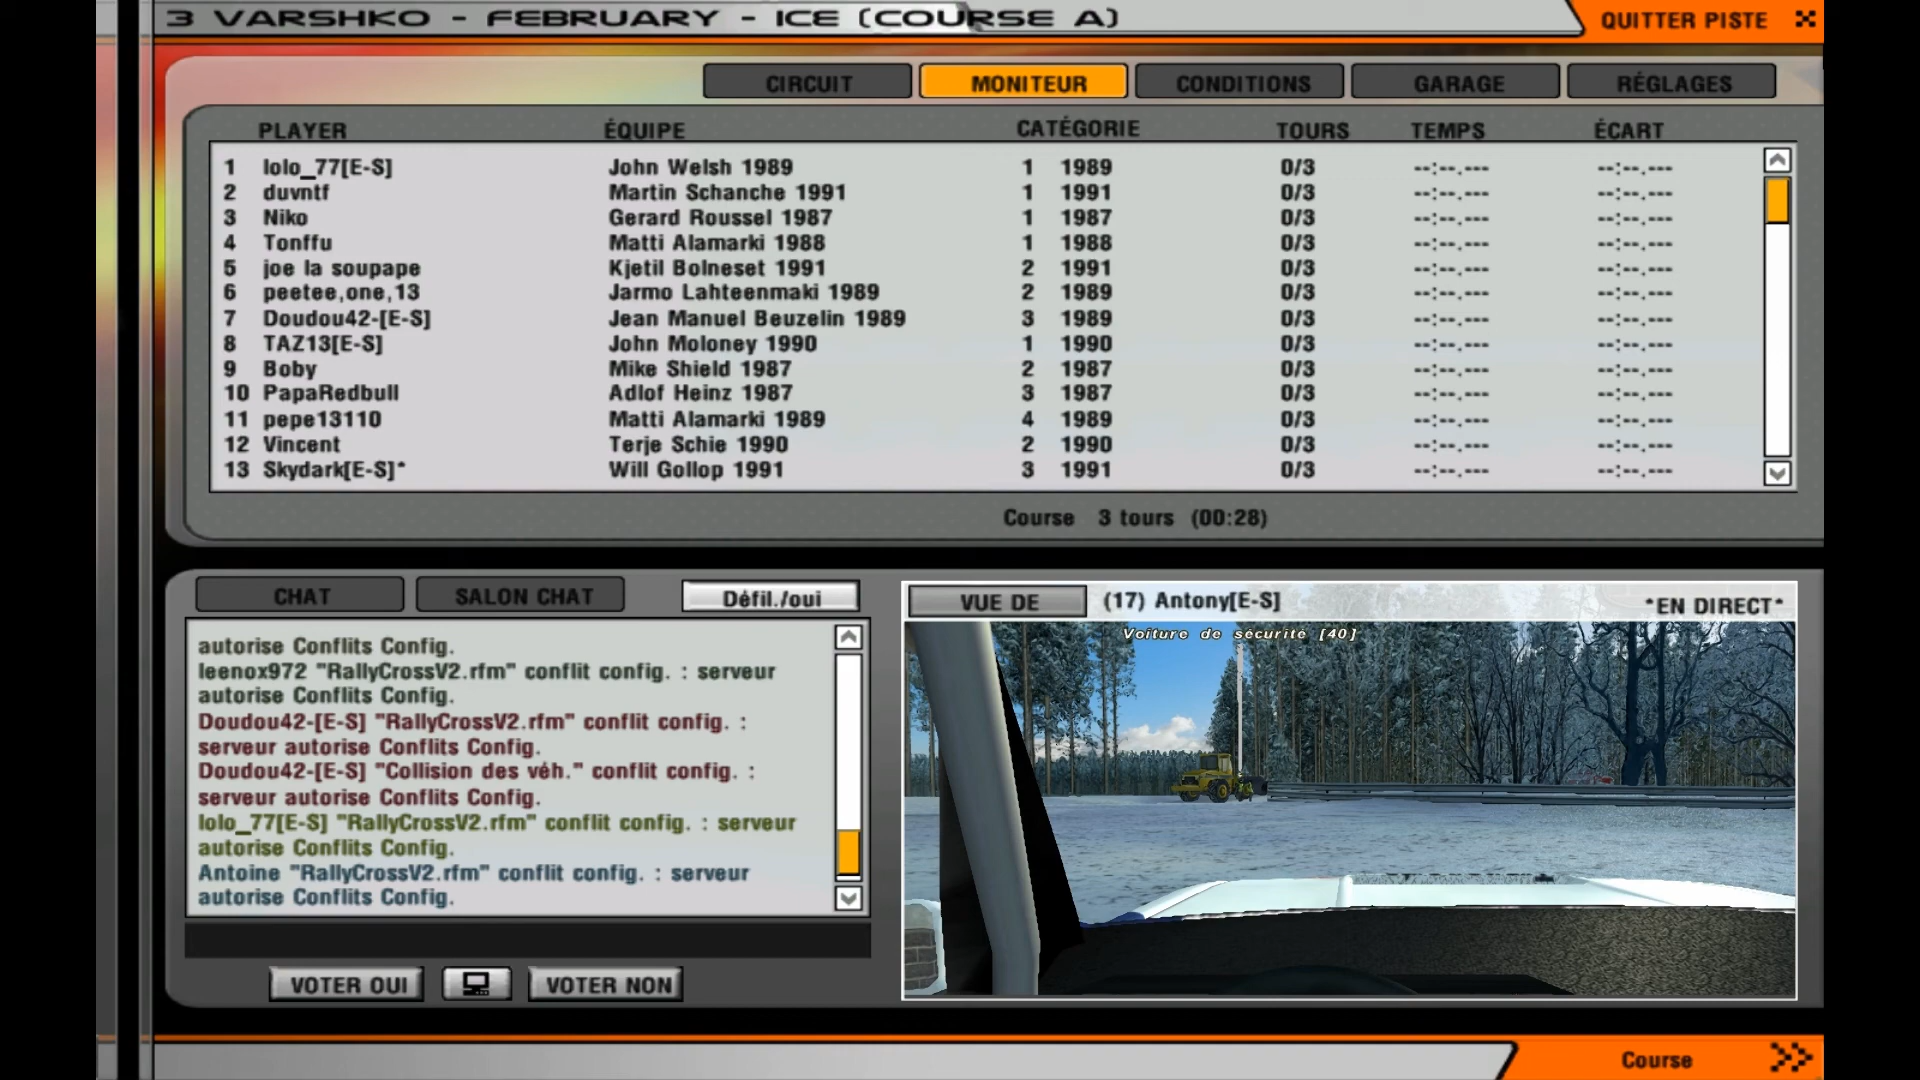 3 VARSHKO - FEBRUARY - ICE (COURSE A)
QUITTER PISTE X
CIRCUIT MONITEUR CONDITIONS GARAGE RÉGLAGES
PLAYER ÉQUIPE CATÉGORIE TOURS TEMPS ÉCART
1 lolo_77[E-S] John Welsh 1989 1 1989 0/3 --:--.--- --:--.---
2 duvntf Martin Schanche 1991 1 1991 0/3 --:--.--- --:--.---
3 Niko Gerard Roussel 1987 1 1987 0/3 --:--.--- --:--.---
4 Tonffu Matti Alamarki 1988 1 1988 0/3 --:--.--- --:--.---
5 joe la soupape Kjetil Bolneset 1991 2 1991 0/3 --:--.--- --:--.---
6 peetee,one,13 Jarmo Lahteenmaki 1989 2 1989 0/3 --:--.--- --:--.---
7 Doudou42-[E-S] Jean Manuel Beuzelin 1989 3 1989 0/3 --:--.--- --:--.---
8 TAZ13[E-S] John Moloney 1990 1 1990 0/3 --:--.--- --:--.---
9 Boby Mike Shield 1987 2 1987 0/3 --:--.--- --:--.---
10 PapaRedbull Adlof Heinz 1987 3 1987 0/3 --:--.--- --:--.---
11 pepe13110 Matti Alamarki 1989 4 1989 0/3 --:--.--- --:--.---
12 Vincent Terje Schie 1990 2 1990 0/3 --:--.--- --:--.---
13 Skydark[E-S]* Will Gollop 1991 3 1991 0/3 --:--.--- --:--.---
Course 3 tours (00:28)
CHAT SALON CHAT Défil./oui
autorise Conflits Config.
leenox972 "RallyCrossV2.rfm" conflit config. : serveur
autorise Conflits Config.
Doudou42-[E-S] "RallyCrossV2.rfm" conflit config. :
serveur autorise Conflits Config.
Doudou42-[E-S] "Collision des véh." conflit config. :
serveur autorise Conflits Config.
lolo_77[E-S] "RallyCrossV2.rfm" conflit config. : serveur
autorise Conflits Config.
Antoine "RallyCrossV2.rfm" conflit config. : serveur
autorise Conflits Config.
VOTER OUI VOTER NON
VUE DE (17) Antony[E-S] *EN DIRECT*
Voiture de sécurité [40]
Course >>